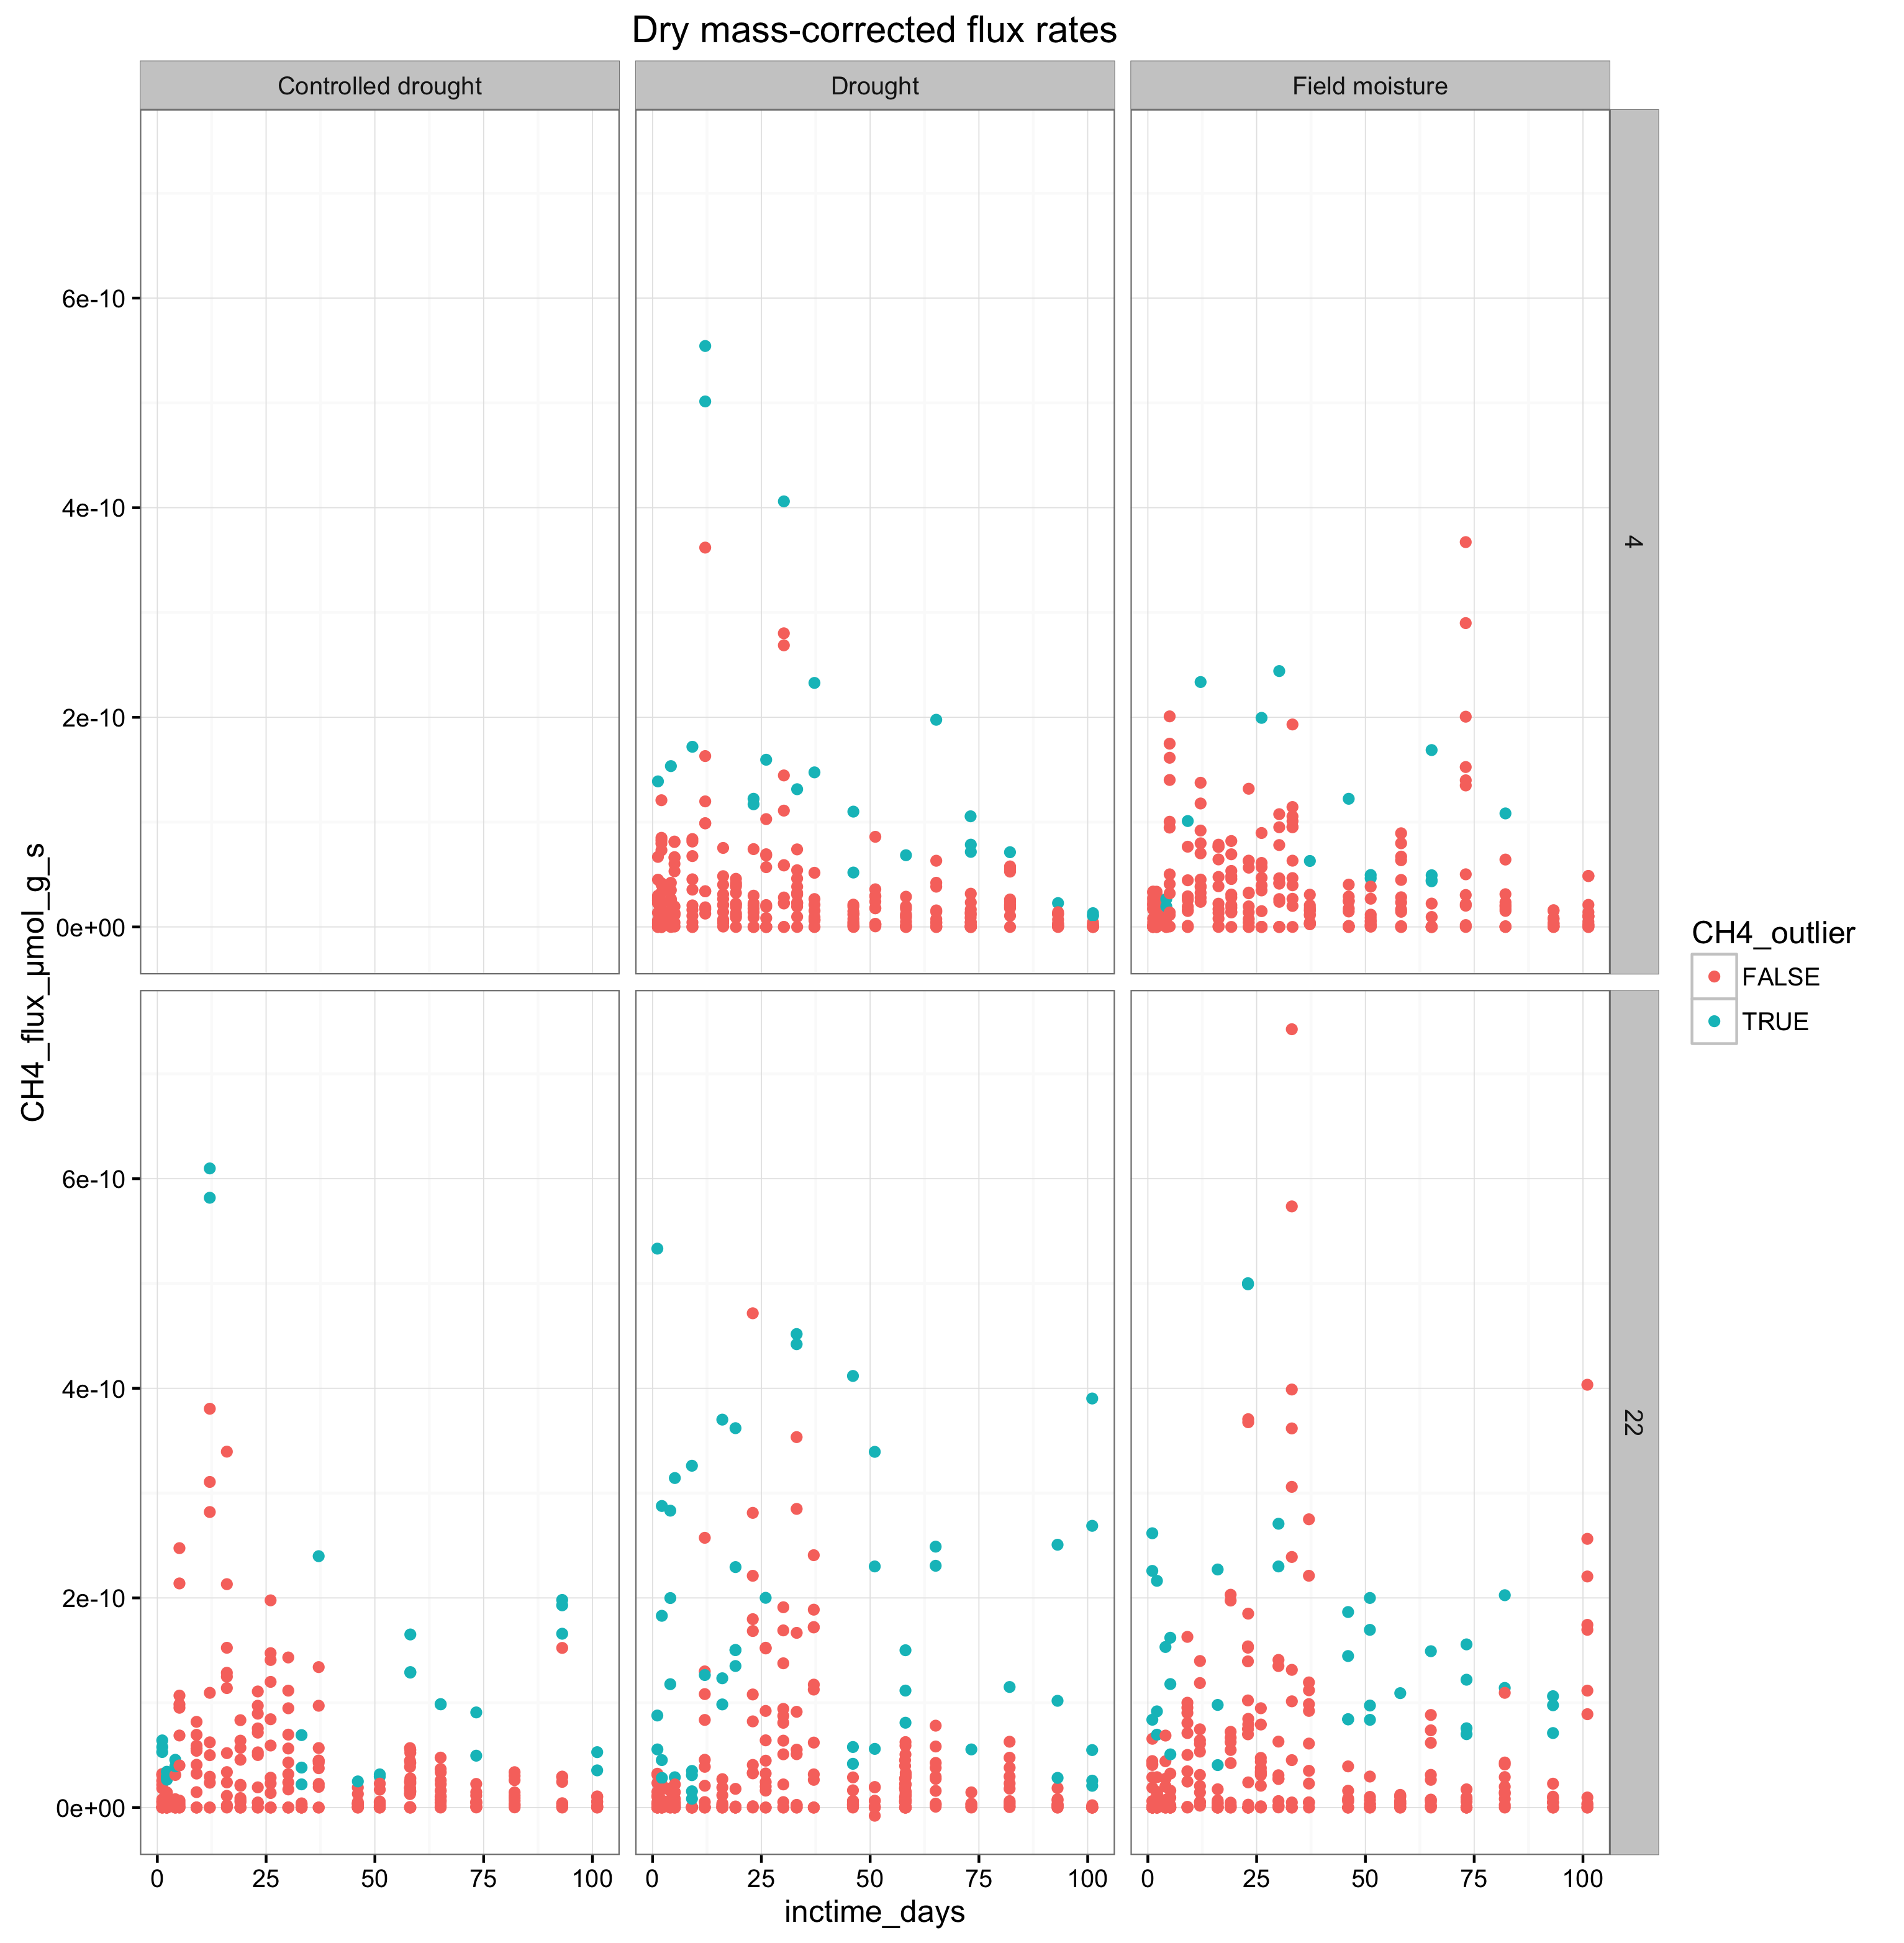 Dry mass-corrected flux rates
Controlled drought
Drought
Field moisture
6e-10
4e-10
2e-10
0e+00
4
6e-10
4e-10
2e-10
0e+00
22
0 25 50 75 100
0 25 50 75 100
0 25 50 75 100
inctime_days
CH4_flux_µmol_g_s
CH4_outlier
FALSE
TRUE